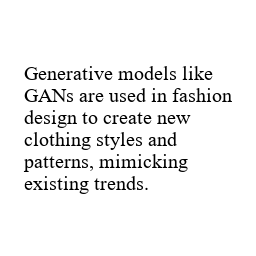 Generative models like
GANs are used in fashion
design to create new
clothing styles and
patterns, mimicking
existing trends.